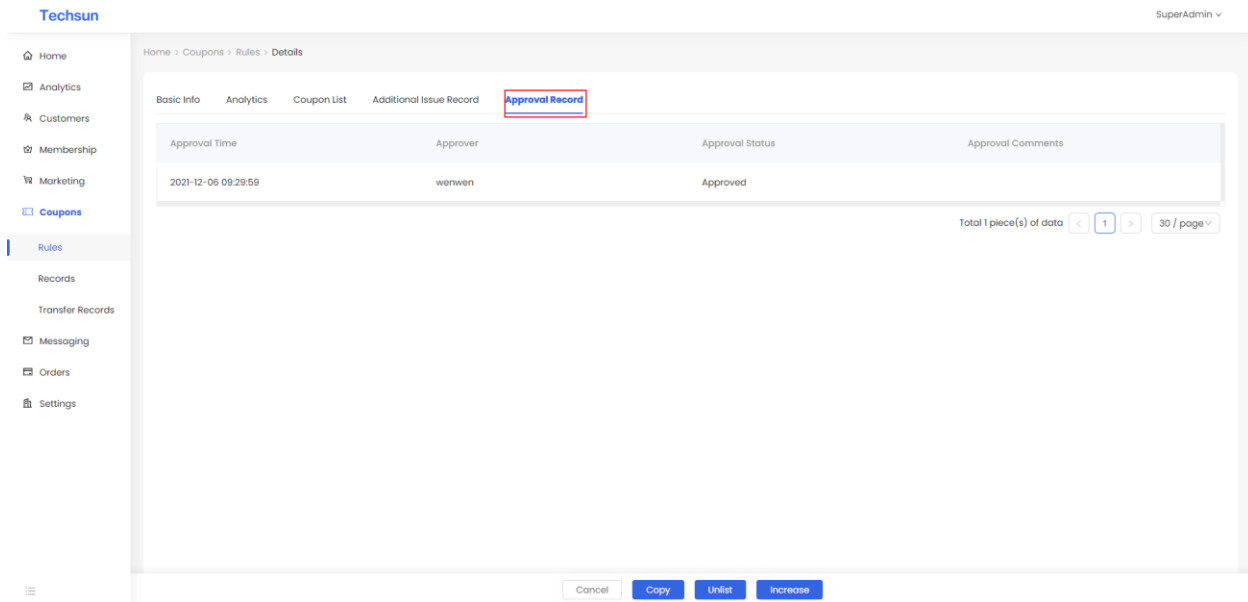 Techsun
SuperAdmin
Home
Analytics
Customers
Membership
Marketing
Coupons
Rules
Records
Transfer Records
Messaging
Orders
Settings
Home > Coupons > Rules > Details
Basic Info Analytics Coupon List Additional Issue Record Approval Record
Approval Time Approver Approval Status Approval Comments
2021-12-06 09:29:59 wenwen Approved
Total 1 piece(s) of data < 1 > 30 / page
Cancel Copy Unlist Increase